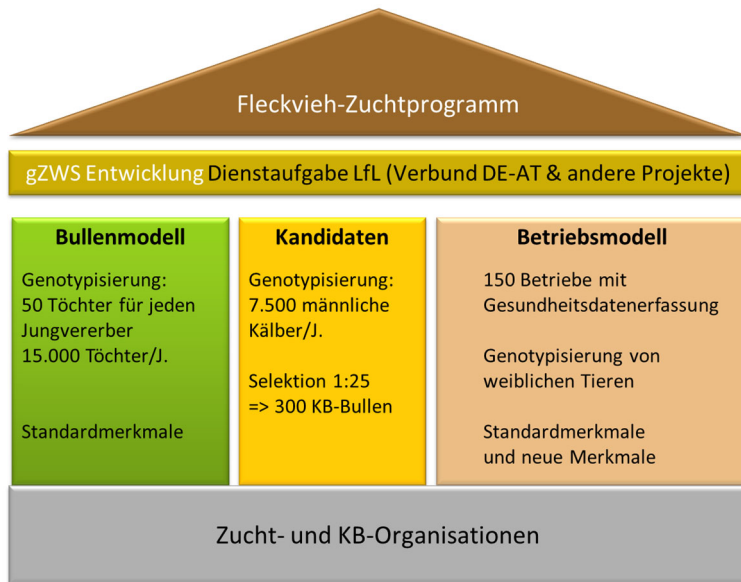 Fleckvieh-Zuchtprogramm
gZWS Entwicklung Dienstaufgabe LfL (Verbund DE-AT & andere Projekte)
Bullenmodell
Genotypisierung:
50 Töchter für jeden
Jungvererber
15.000 Töchter/J.
Standardmerkmale
Kandidaten
Genotypisierung:
7.500 männliche
Kälber/J.
Selektion 1:25
=> 300 KB-Bullen
Betriebsmodell
150 Betriebe mit
Gesundheitsdatenerfassung
Genotypisierung von
weiblichen Tieren
Standardmerkmale
und neue Merkmale
Zucht- und KB-Organisationen